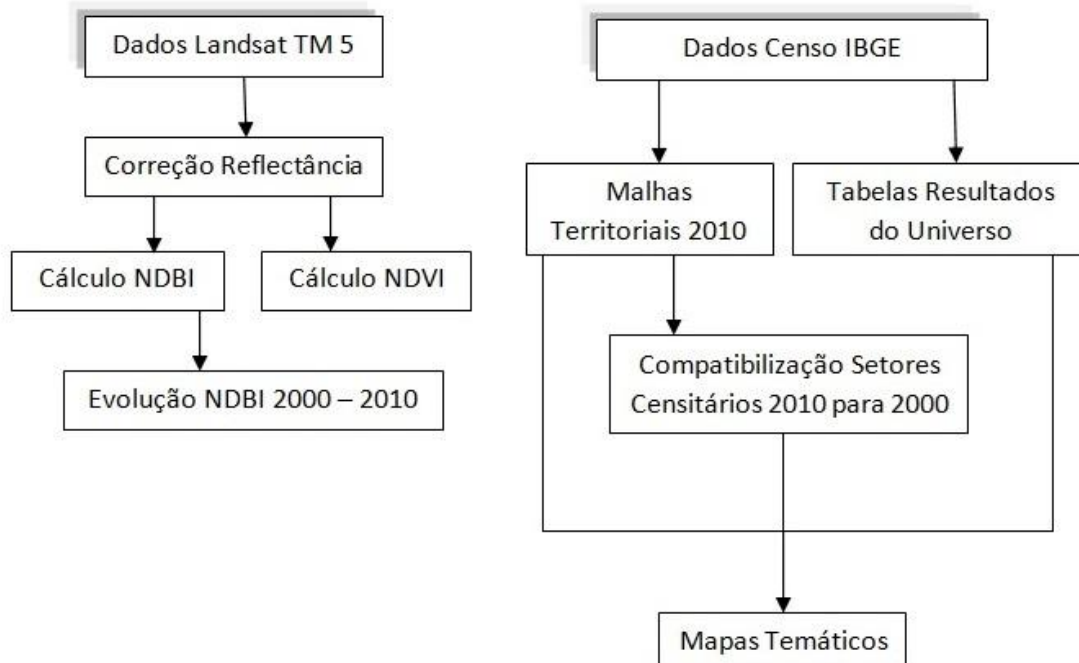 Dados Landsat TM 5
Correção Reflectância
Cálculo NDBI
Cálculo NDVI
Evolução NDBI 2000 – 2010
Dados Censo IBGE
Malhas
Territoriais 2010
Tabelas Resultados
do Universo
Compatibilização Setores
Censitários 2010 para 2000
Mapas Temáticos